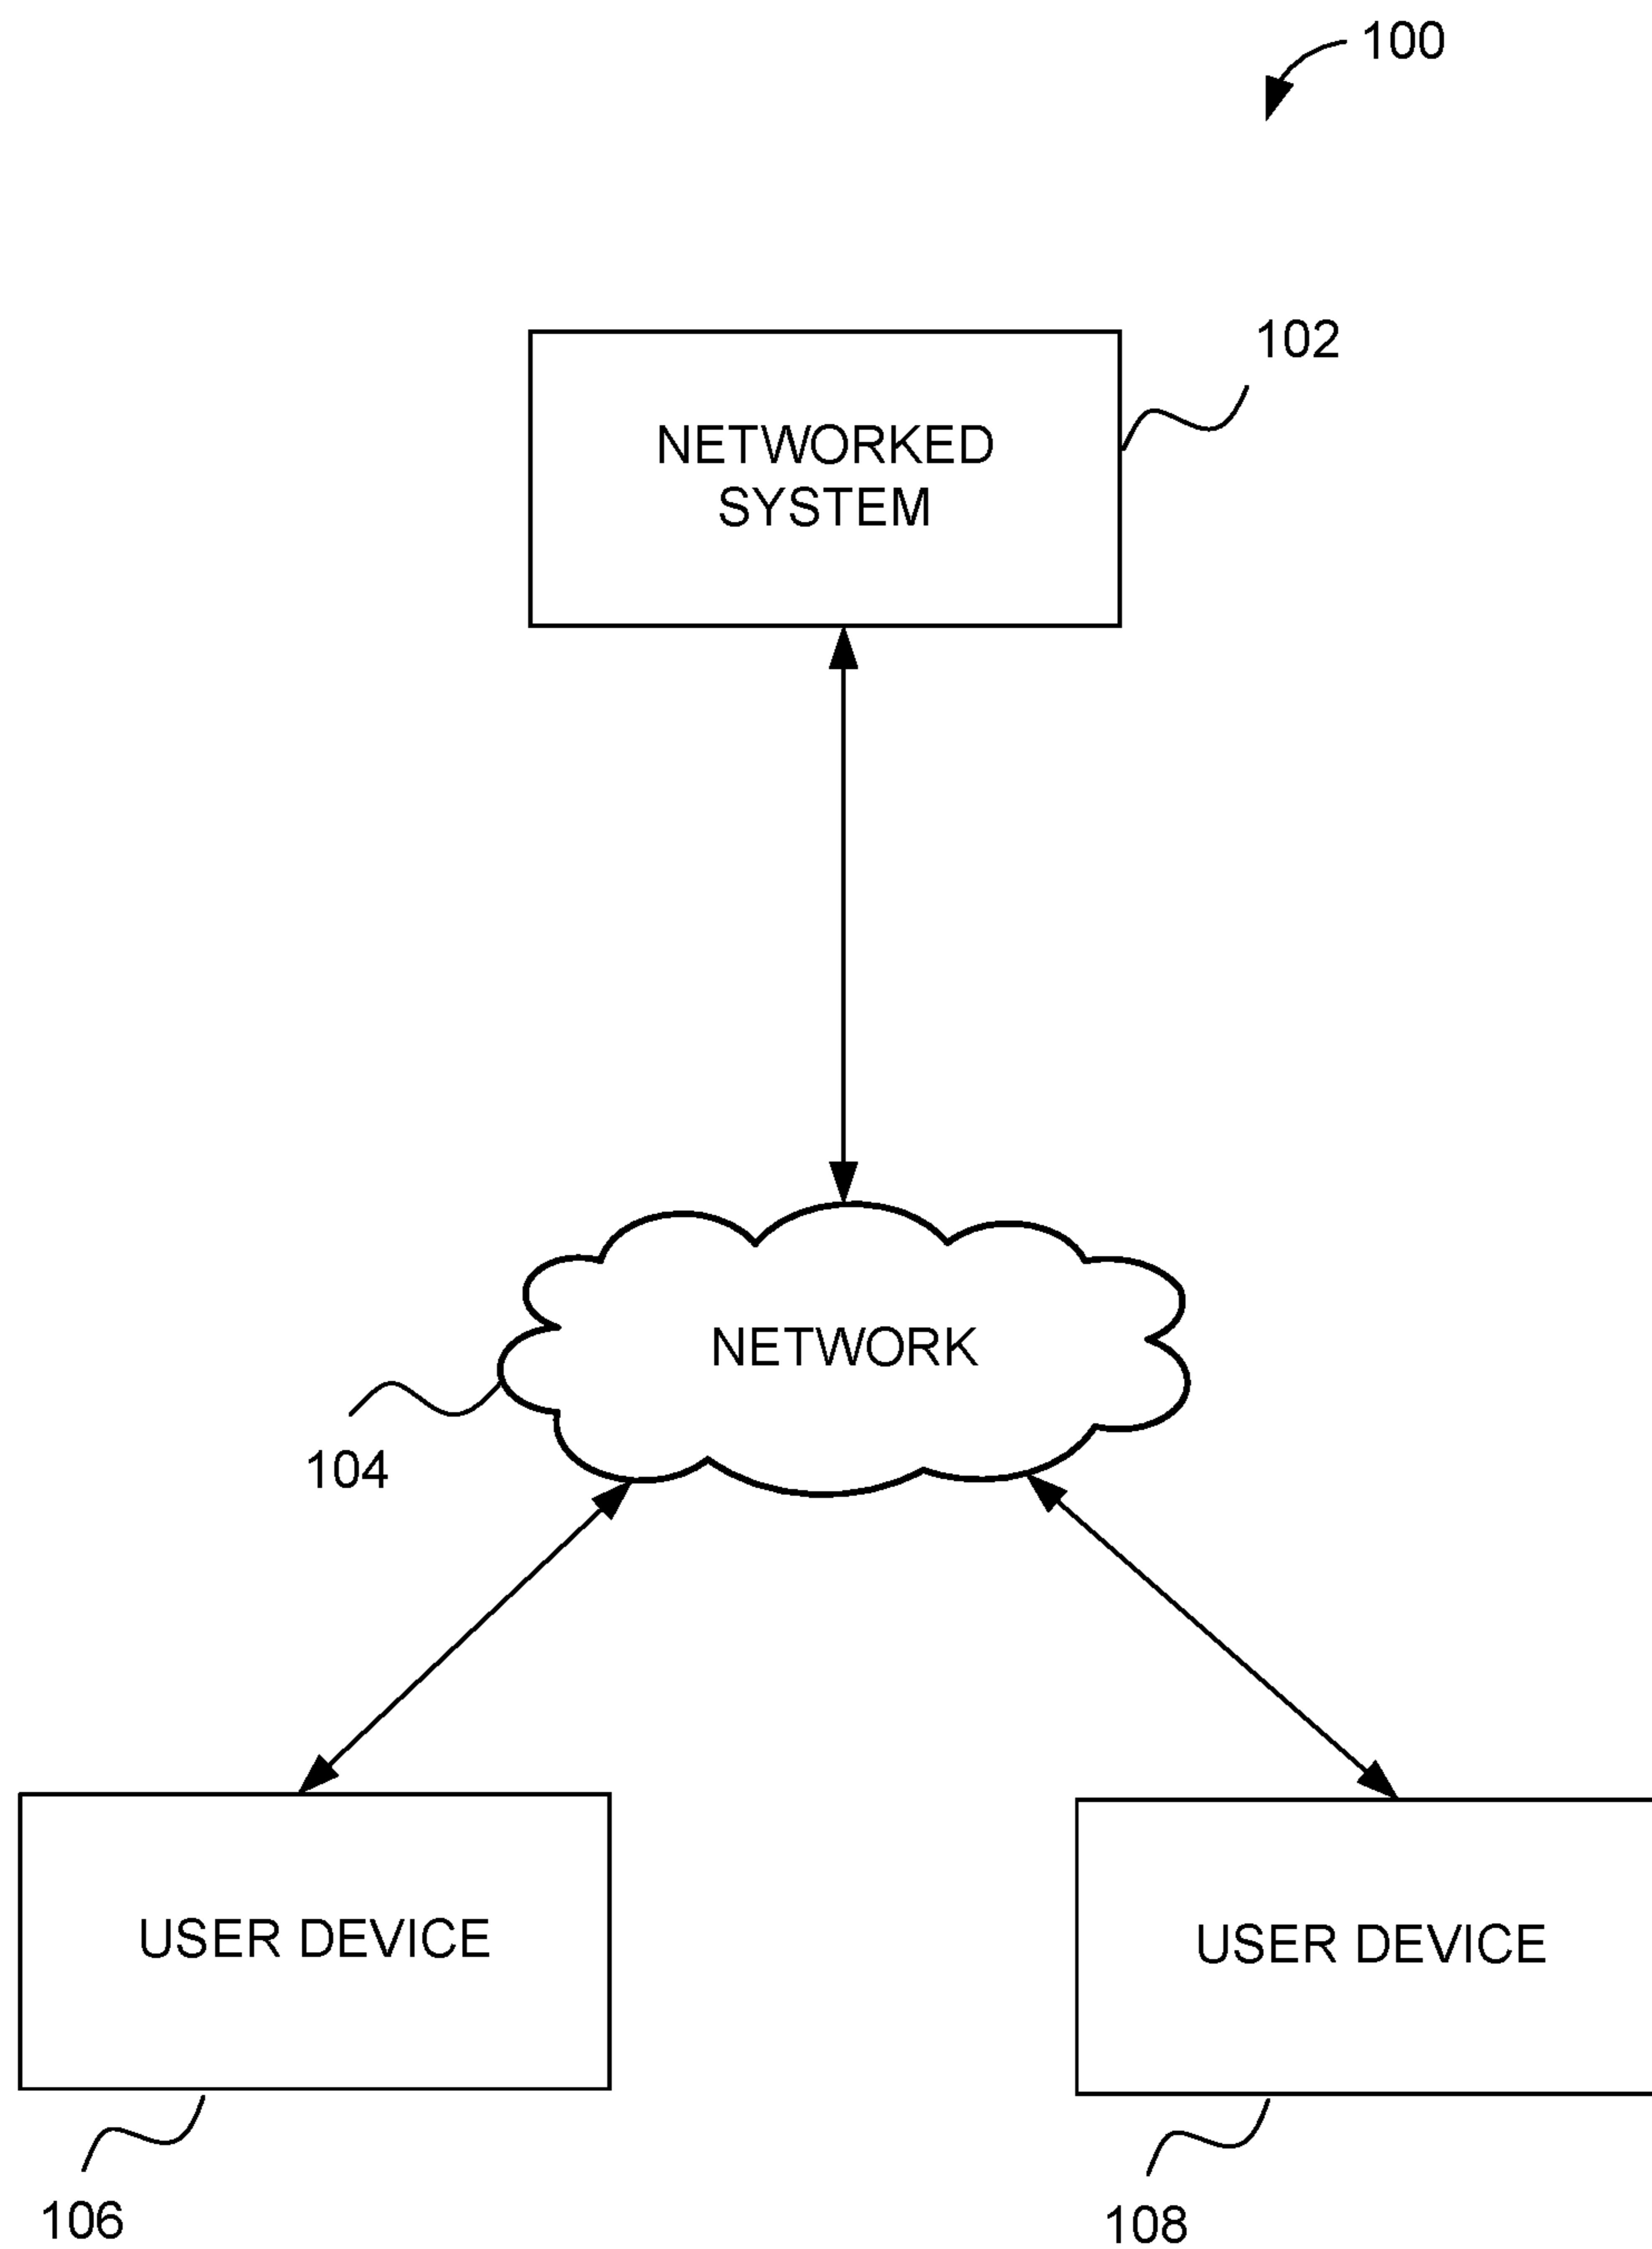 100
102
NETWORKED
SYSTEM
NETWORK
104
USER DEVICE
USER DEVICE
106
108